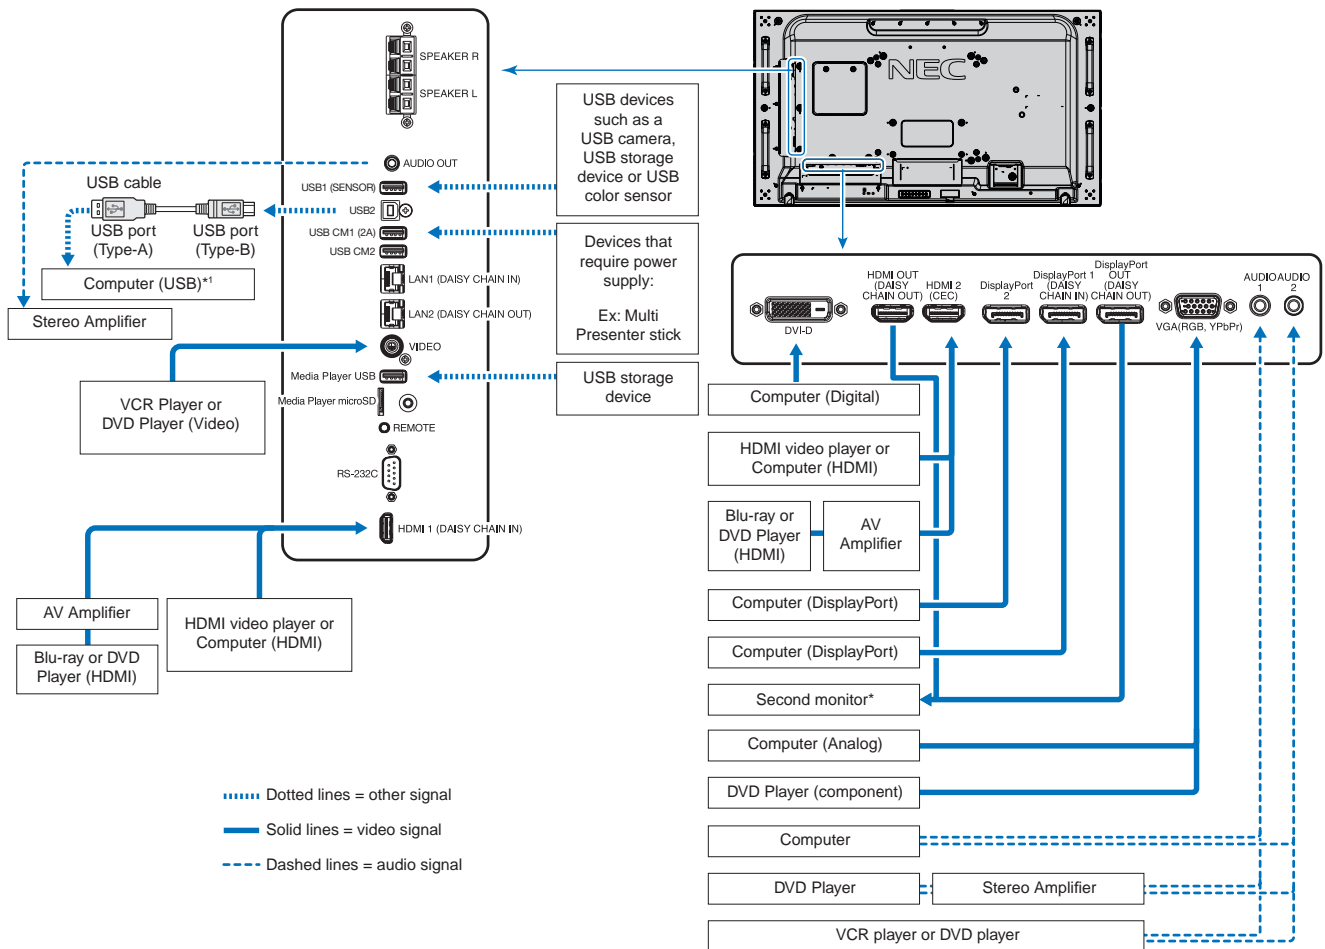 SPEAKER R
SPEAKER L
AUDIO OUT
USB1 (SENSOR)
USB2
USB CM1 (2A)
USB CM2
LAN1 (DAISY CHAIN IN)
LAN2 (DAISY CHAIN OUT)
VIDEO
Media Player USB
Media Player microSD
REMOTE
RS-232C
HDMI 1 (DAISY CHAIN IN)
USB cable
USB port
(Type-A)
USB port
(Type-B)
Computer (USB)*1
Stereo Amplifier
VCR Player or
DVD Player (Video)
AV Amplifier
Blu-ray or DVD
Player (HDMI)
HDMI video player or
Computer (HDMI)
USB devices
such as a
USB camera,
USB storage
device or USB
color sensor
Devices that
require power
supply:
Ex: Multi
Presenter stick
USB storage
device
NEC
DVI-D
HDMI OUT
(DAISY
CHAIN OUT)
HDMI 2
(CEC)
DisplayPort
2
DisplayPort 1
(DAISY
CHAIN IN)
DisplayPort
OUT
(DAISY
CHAIN OUT)
VGA(RGB, YPbPr)
AUDIO
1
AUDIO
2
Computer (Digital)
HDMI video player or
Computer (HDMI)
Blu-ray or
DVD Player
(HDMI)
AV
Amplifier
Computer (DisplayPort)
Computer (DisplayPort)
Second monitor*
Computer (Analog)
DVD Player (component)
Computer
DVD Player
Stereo Amplifier
VCR player or DVD player
Dotted lines = other signal
Solid lines = video signal
Dashed lines = audio signal